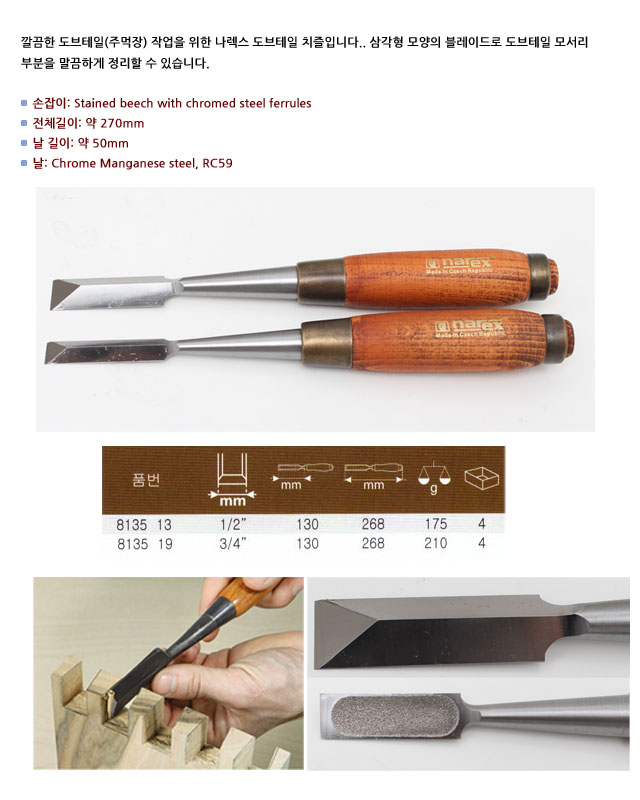 깔끔한 도브테일(주먹장) 작업을 위한 나렉스 도브테일 치즐입니다.. 삼각형 모양의 블레이드로 도브테일 모서리
부분을 말끔하게 정리할 수 있습니다.
손잡이: Stained beech with chromed steel ferrules
전체길이: 약 270mm
날 길이: 약 50mm
날: Chrome Manganese steel, RC59
narex
Made in Czech Republic
narex
Made in Czech Republic
품번 mm mm mm g
8135 13 1/2" 130 268 175 4
8135 19 3/4" 130 268 210 4